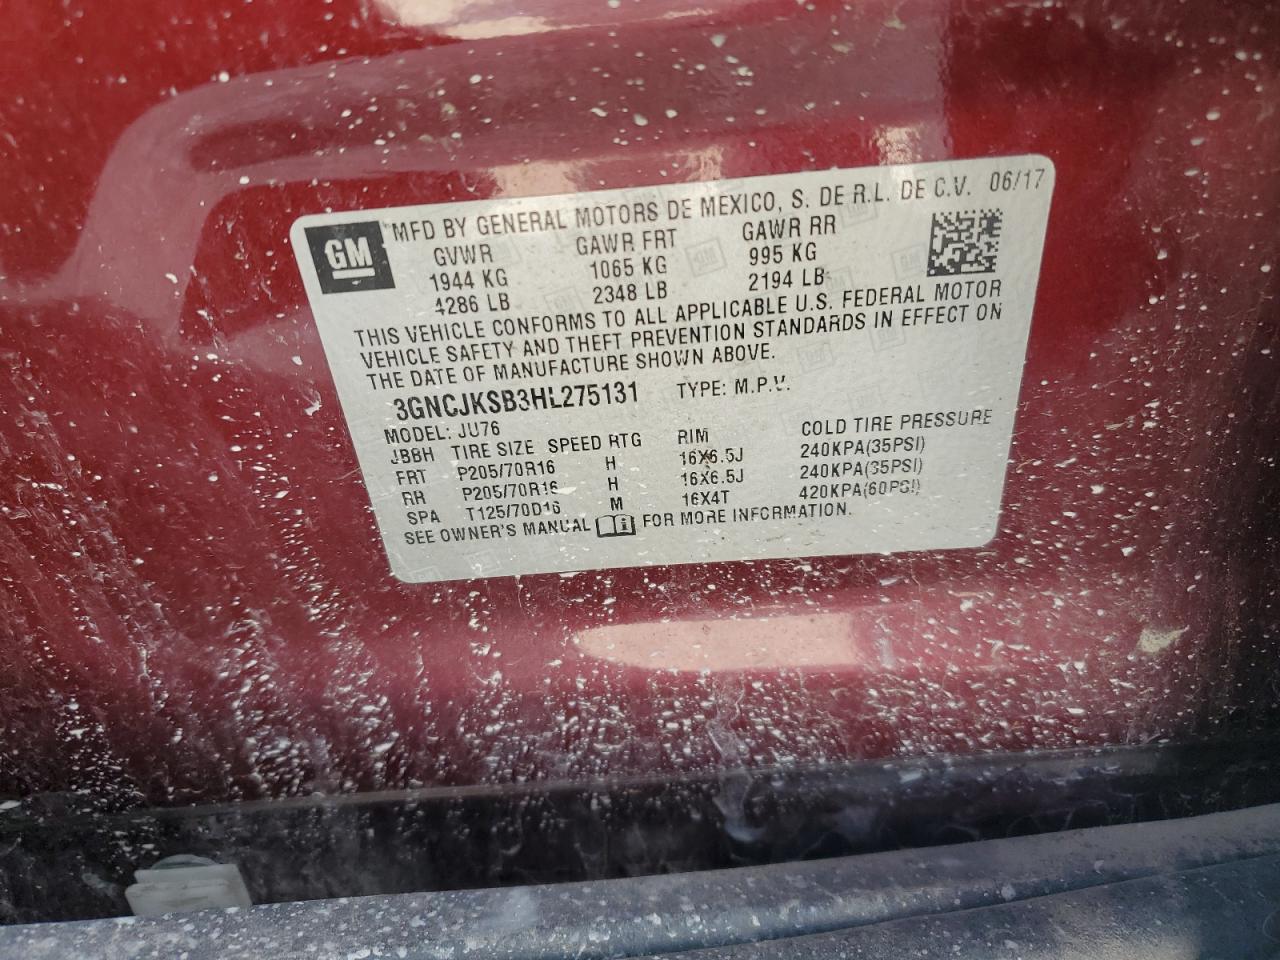 GM
MFD BY GENERAL MOTORS DE MEXICO, S. DE R.L. DE C.V. 06/17
GVWR GAWR FRT GAWR RR
1944 KG 1065 KG 995 KG
4286 LB 2348 LB 2194 LB
THIS VEHICLE CONFORMS TO ALL APPLICABLE U.S. FEDERAL MOTOR
VEHICLE SAFETY AND THEFT PREVENTION STANDARDS IN EFFECT ON
THE DATE OF MANUFACTURE SHOWN ABOVE.
3GNCJKSB3HL275131 TYPE: M.P.V.
MODEL: JU76
JBBH TIRE SIZE SPEED RTG RIM COLD TIRE PRESSURE
FRT P205/70R16 H 16X6.5J 240KPA(35PSI)
RR P205/70R16 H 16X6.5J 240KPA(35PSI)
SPA T125/70D16 M 16X4T 420KPA(60PSI)
SEE OWNER'S MANUAL FOR MORE INFORMATION.